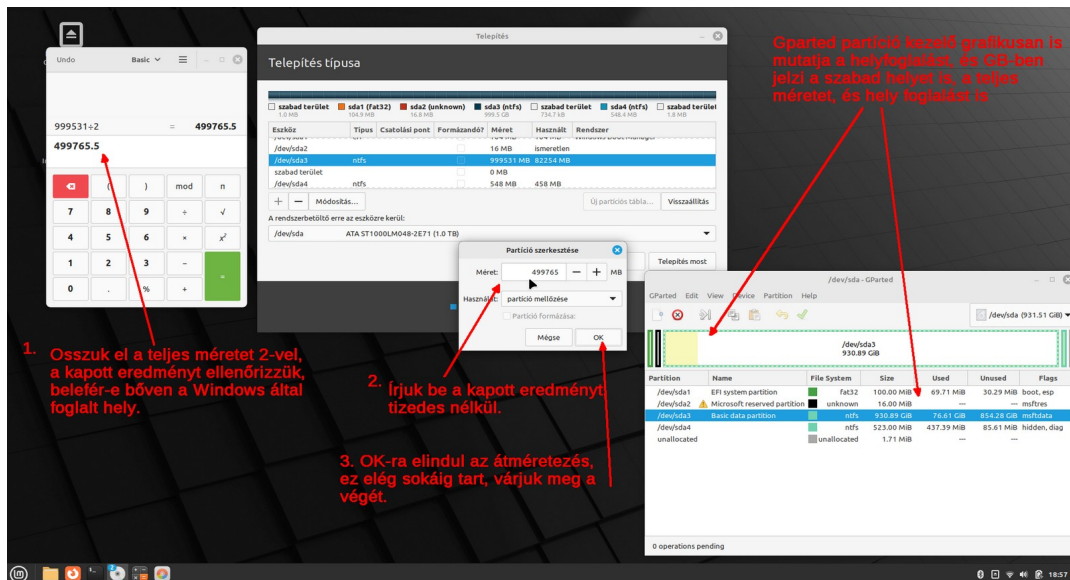 Undo Basic
999531÷2 = 499765.5
499765.5
( ) mod n
7 8 9 ÷ √
4 5 6 × x²
1 2 3 − =
0 . % +
Telepítés
Telepítés típusa
szabad terület sda1 (fat32) sda2 (unknown) sda3 (ntfs) szabad terület sda4 (ntfs) szabad terület
1.0 MB 104.9 MB 16.8 MB 999.5 GB 734.7 kB 548.4 MB 1.8 MB
Eszköz Típus Csatolási pont Formázandó? Méret Használt Rendszer
/dev/sda2 16 MB ismeretlen
/dev/sda3 ntfs 999531 MB 82254 MB
szabad terület 0 MB
/dev/sda4 ntfs 548 MB 458 MB
+ − Módosítás... Új partíciós tábla... Visszaállítás
A rendszerbetöltő erre az eszközre kerül:
/dev/sda ATA ST1000LM048-2E71 (1.0 TB)
Telepítés most
Partíció szerkesztése
Méret: 499765 − + MB
Használat: partíció mellőzése
Partíció formázása:
Mégse OK
Gparted partíció kezelő grafikusan is
mutatja a helyfoglalást, és GB-ben
jelzi a szabad helyet is, a teljes
méretet, és hely foglalást is
/dev/sda - GParted
GParted Edit View Device Partition Help
/dev/sda (931.51 GiB)
/dev/sda3
930.89 GiB
Partition Name File System Size Used Unused Flags
/dev/sda1 EFI system partition fat32 100.00 MiB 69.71 MiB 30.29 MiB boot, esp
/dev/sda2 Microsoft reserved partition unknown 16.00 MiB --- --- msftres
/dev/sda3 Basic data partition ntfs 930.89 GiB 76.61 GiB 854.28 GiB msftdata
/dev/sda4 ntfs 523.00 MiB 437.39 MiB 85.61 MiB hidden, diag
unallocated unallocated 1.71 MiB --- ---
0 operations pending
1. Osszuk el a teljes méretet 2-vel,
a kapott eredményt ellenőrizzük,
belefér-e bőven a Windows által
foglalt hely.
2. Írjuk be a kapott eredményt,
tizedes nélkül.
3. OK-ra elindul az átméretezés,
ez elég sokáig tart, várjuk meg a
végét.
18:57